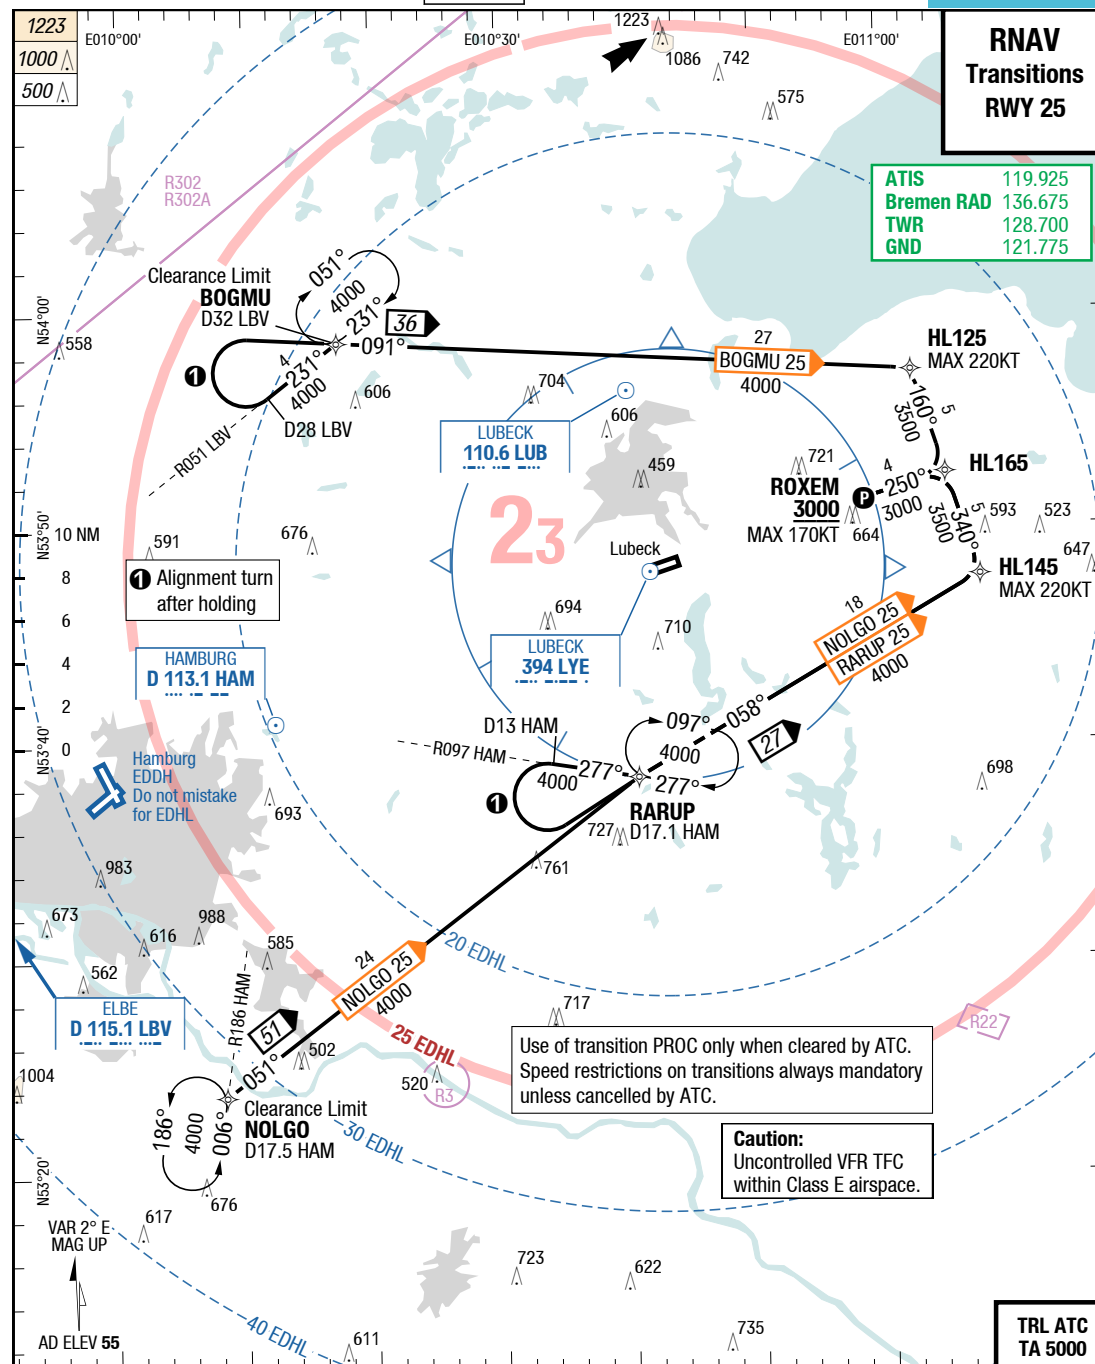 1223
1000
500
E010°00'
E010°30'
E011°00'
1223
1086
742
575
RNAV
Transitions
RWY 25
ATIS 119.925
Bremen RAD 136.675
TWR 128.700
GND 121.775
R302
R302A
N54°00'
558
Clearance Limit
BOGMU
D32 LBV
051°
4000
231°
36
091°
4
231°
4000
1
D28 LBV
R051 LBV
606
27
BOGMU 25
4000
HL125
MAX 220KT
160°
5
3500
HL165
704
606
LUBECK
110.6 LUB
459
721
ROXEM
3000
MAX 170KT
P
4
250°
3000
664
340°
5
3500
593
523
647
HL145
MAX 220KT
23
N53°50'
10 NM
8
6
4
2
0
591
676
1 Alignment turn
after holding
Lubeck
694
710
LUBECK
394 LYE
18
NOLGO 25
RARUP 25
4000
HAMBURG
D 113.1 HAM
058°
27
D13 HAM
R097 HAM
097°
4000
277°
277°
4000
1
RARUP
D17.1 HAM
727
761
698
N53°40'
Hamburg
EDDH
Do not mistake
for EDHL
693
983
673
988
616
562
585
ELBE
D 115.1 LBV
24
NOLGO 25
4000
20 EDHL
717
R22
R186 HAM
51
502
25 EDHL
520
R3
051°
Use of transition PROC only when cleared by ATC.
Speed restrictions on transitions always mandatory
unless cancelled by ATC.
1004
Clearance Limit
NOLGO
D17.5 HAM
186°
4000
006°
30 EDHL
Caution:
Uncontrolled VFR TFC
within Class E airspace.
N53°20'
676
617
VAR 2° E
MAG UP
723
622
AD ELEV 55
40 EDHL
611
735
TRL ATC
TA 5000